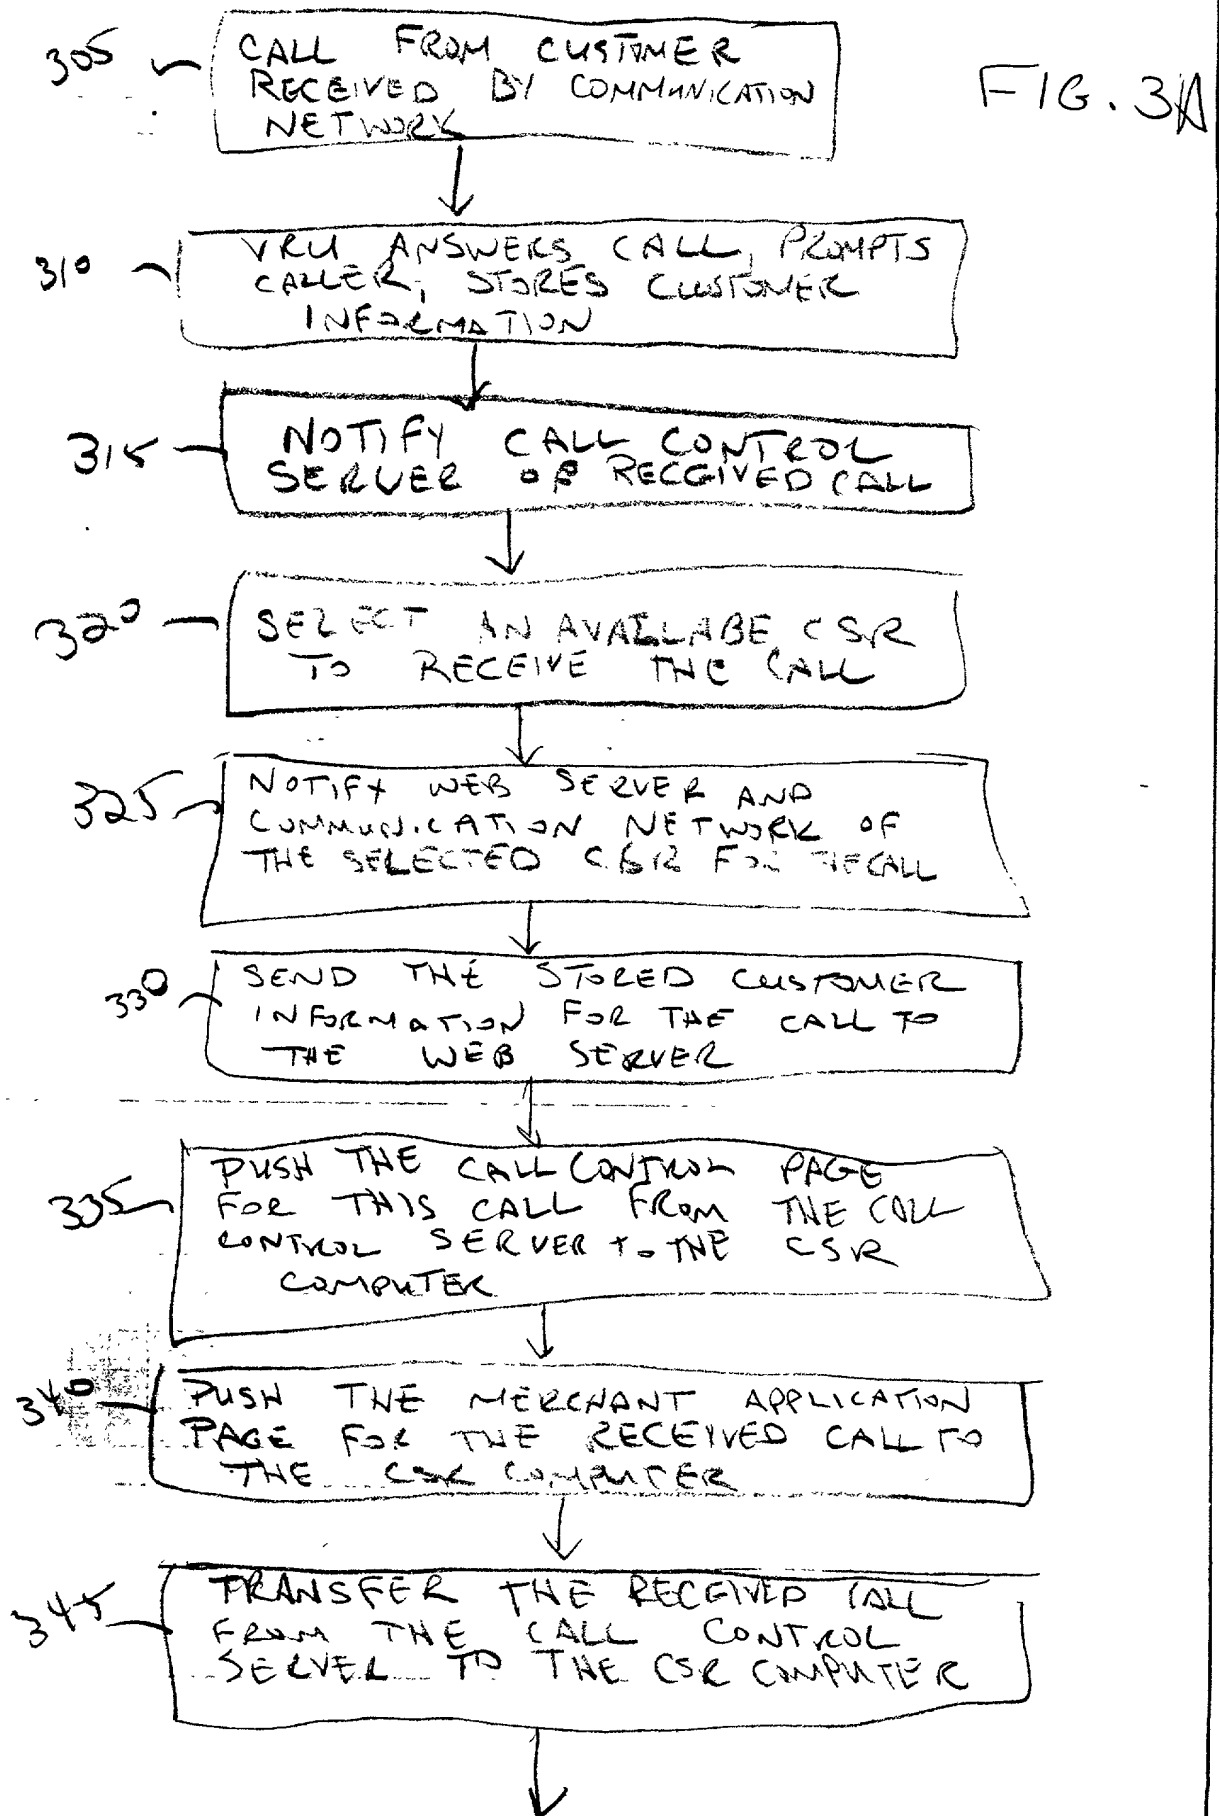 FIG. 3A
305
CALL FROM CUSTOMER
RECEIVED BY COMMUNICATION
NETWORK
310
VRU ANSWERS CALL, PROMPTS
CALLER, STORES CUSTOMER
INFORMATION
315
NOTIFY CALL CONTROL
SERVER OF RECEIVED CALL
320
SELECT AN AVAILABE CSR
TO RECEIVE THE CALL
325
NOTIFY WEB SERVER AND
COMMUNICATION NETWORK OF
THE SELECTED CSR FOR THE CALL
330
SEND THE STORED CUSTOMER
INFORMATION FOR THE CALL TO
THE WEB SERVER
335
PUSH THE CALL CONTROL PAGE
FOR THIS CALL FROM THE CALL
CONTROL SERVER TO THE CSR
COMPUTER
340
PUSH THE MERCHANT APPLICATION
PAGE FOR THE RECEIVED CALL TO
THE CSR COMPUTER
345
TRANSFER THE RECEIVED CALL
FROM THE CALL CONTROL
SERVER TO THE CSR COMPUTER